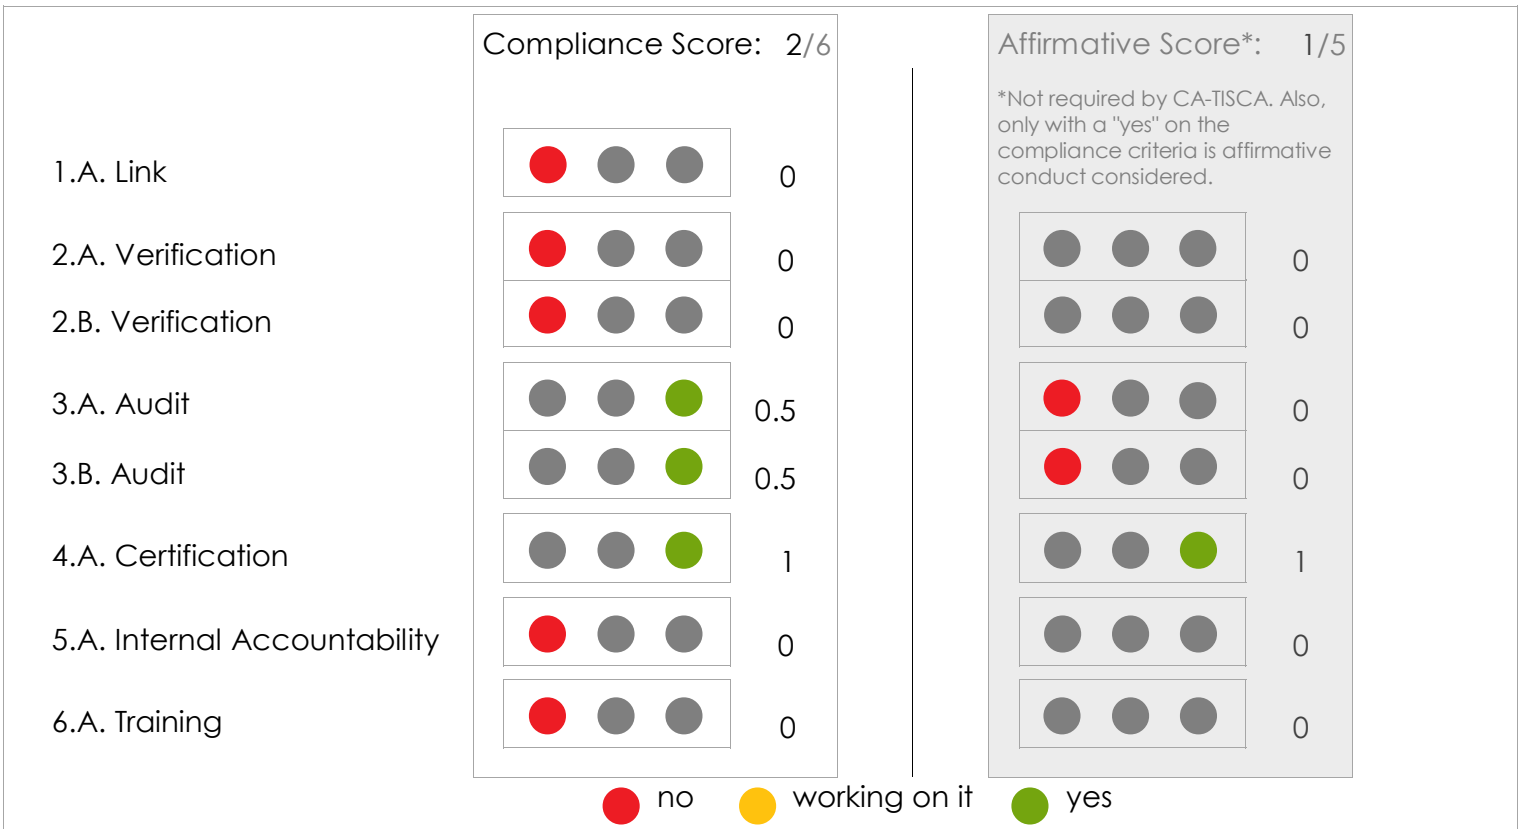 Compliance Score: 2/6
Affirmative Score*: 1/5
*Not required by CA-TISCA. Also,
only with a "yes" on the
compliance criteria is affirmative
conduct considered.
1.A. Link 0
2.A. Verification 0 0
2.B. Verification 0 0
3.A. Audit 0.5 0
3.B. Audit 0.5 0
4.A. Certification 1 1
5.A. Internal Accountability 0 0
6.A. Training 0 0
no working on it yes